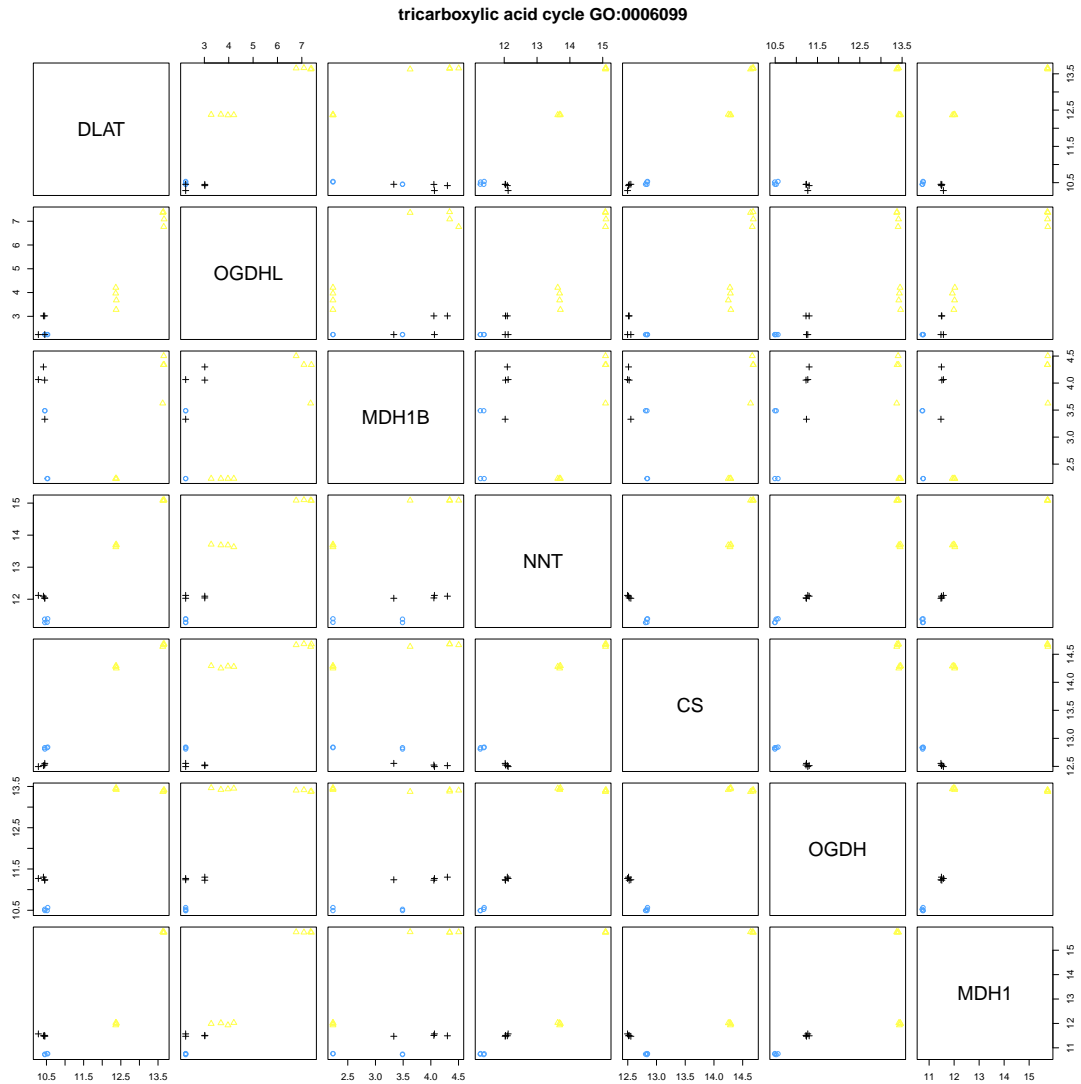 tricarboxylic acid cycle GO:0006099
3 4 5 6 7
12 13 14 15
10.5 11.5 12.5 13.5
DLAT
10.5 11.5 12.5 13.5
3 4 5 6 7
OGDHL
MDH1B
2.5 3.0 3.5 4.0 4.5
12 13 14 15
NNT
CS
12.5 13.0 13.5 14.0 14.5
10.5 11.5 12.5 13.5
OGDH
MDH1
11 12 13 14 15
10.5 11.5 12.5 13.5
2.5 3.0 3.5 4.0 4.5
12.5 13.0 13.5 14.0 14.5
11 12 13 14 15